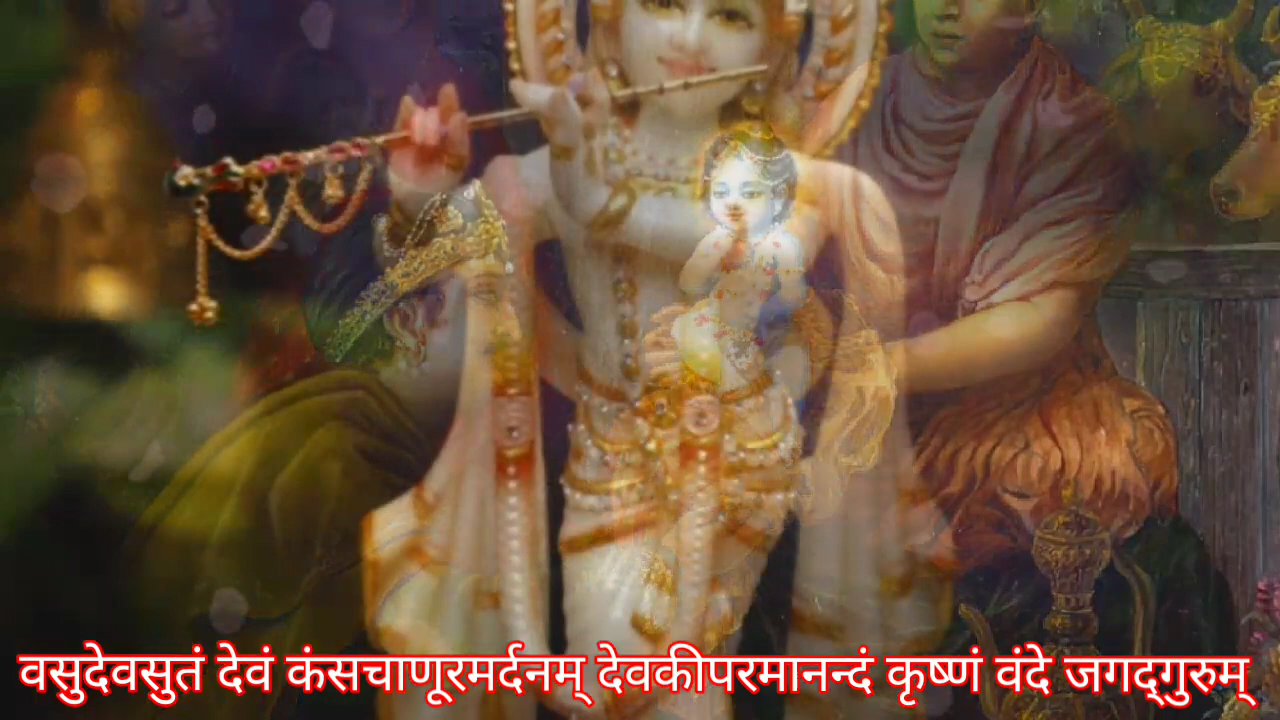 वसुदेवसुतं देवं कंसचाणूरमर्दनम् देवकीपरमानन्दं कृष्णं वंदे जगद्‌गुरुम्